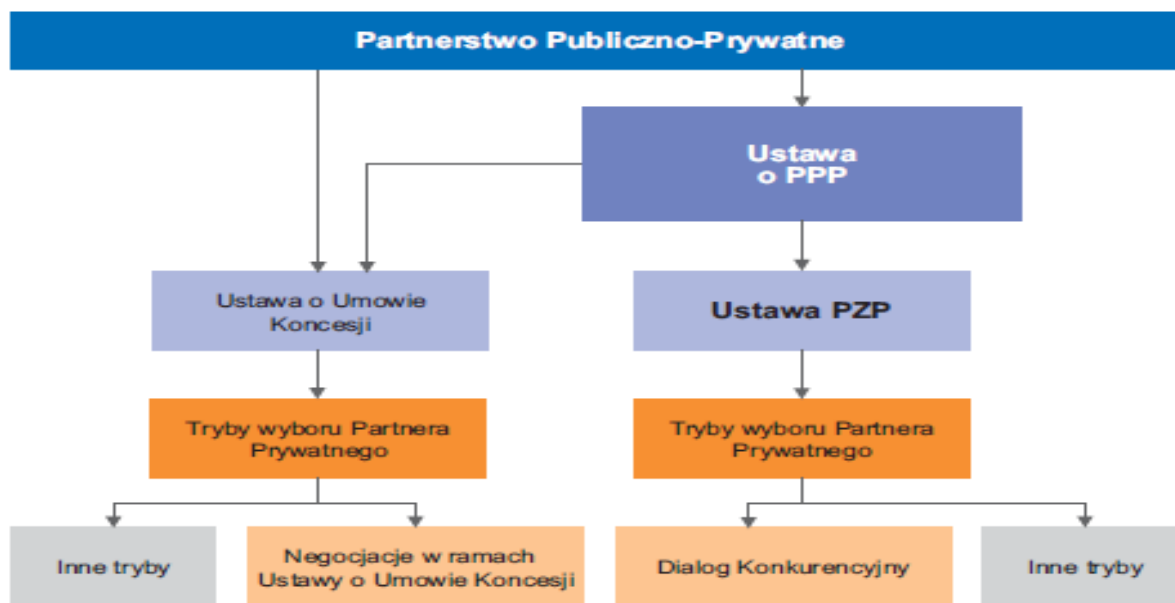 Partnerstwo Publiczno-Prywatne
Ustawa
o PPP
Ustawa o Umowie
Koncesji
Ustawa PZP
Tryby wyboru Partnera
Prywatnego
Tryby wyboru Partnera
Prywatnego
Inne tryby
Negocjacje w ramach
Ustawy o Umowie Koncesji
Dialog Konkurencyjny
Inne tryby